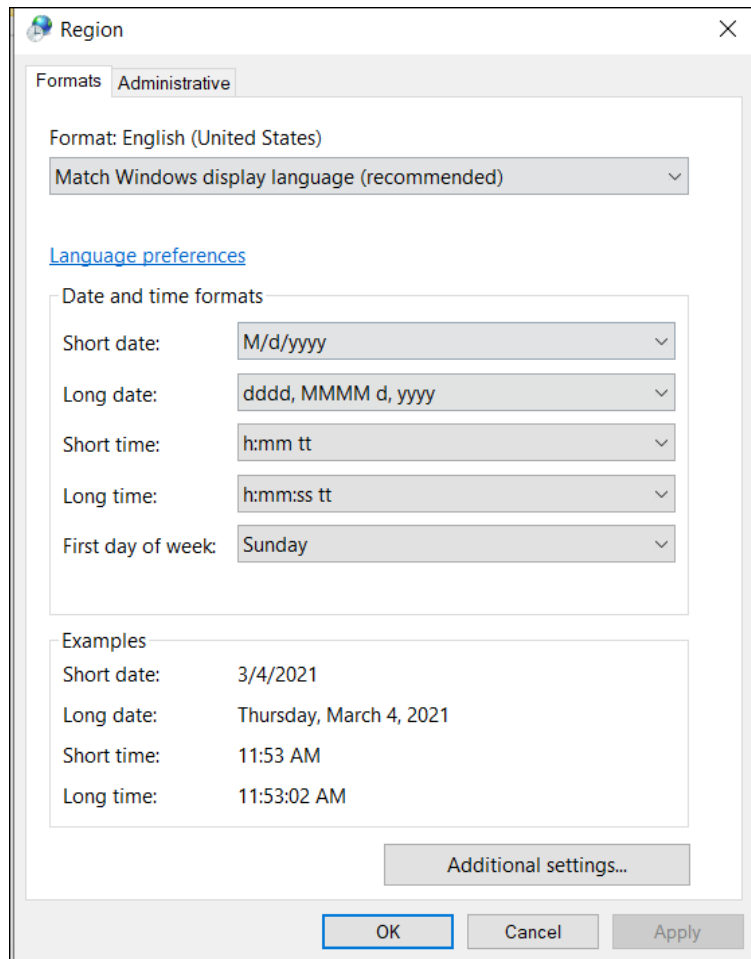 Region
Formats Administrative
Format: English (United States)
Match Windows display language (recommended)
Language preferences
Date and time formats
Short date: M/d/yyyy
Long date: dddd, MMMM d, yyyy
Short time: h:mm tt
Long time: h:mm:ss tt
First day of week: Sunday
Examples
Short date: 3/4/2021
Long date: Thursday, March 4, 2021
Short time: 11:53 AM
Long time: 11:53:02 AM
Additional settings...
OK Cancel Apply